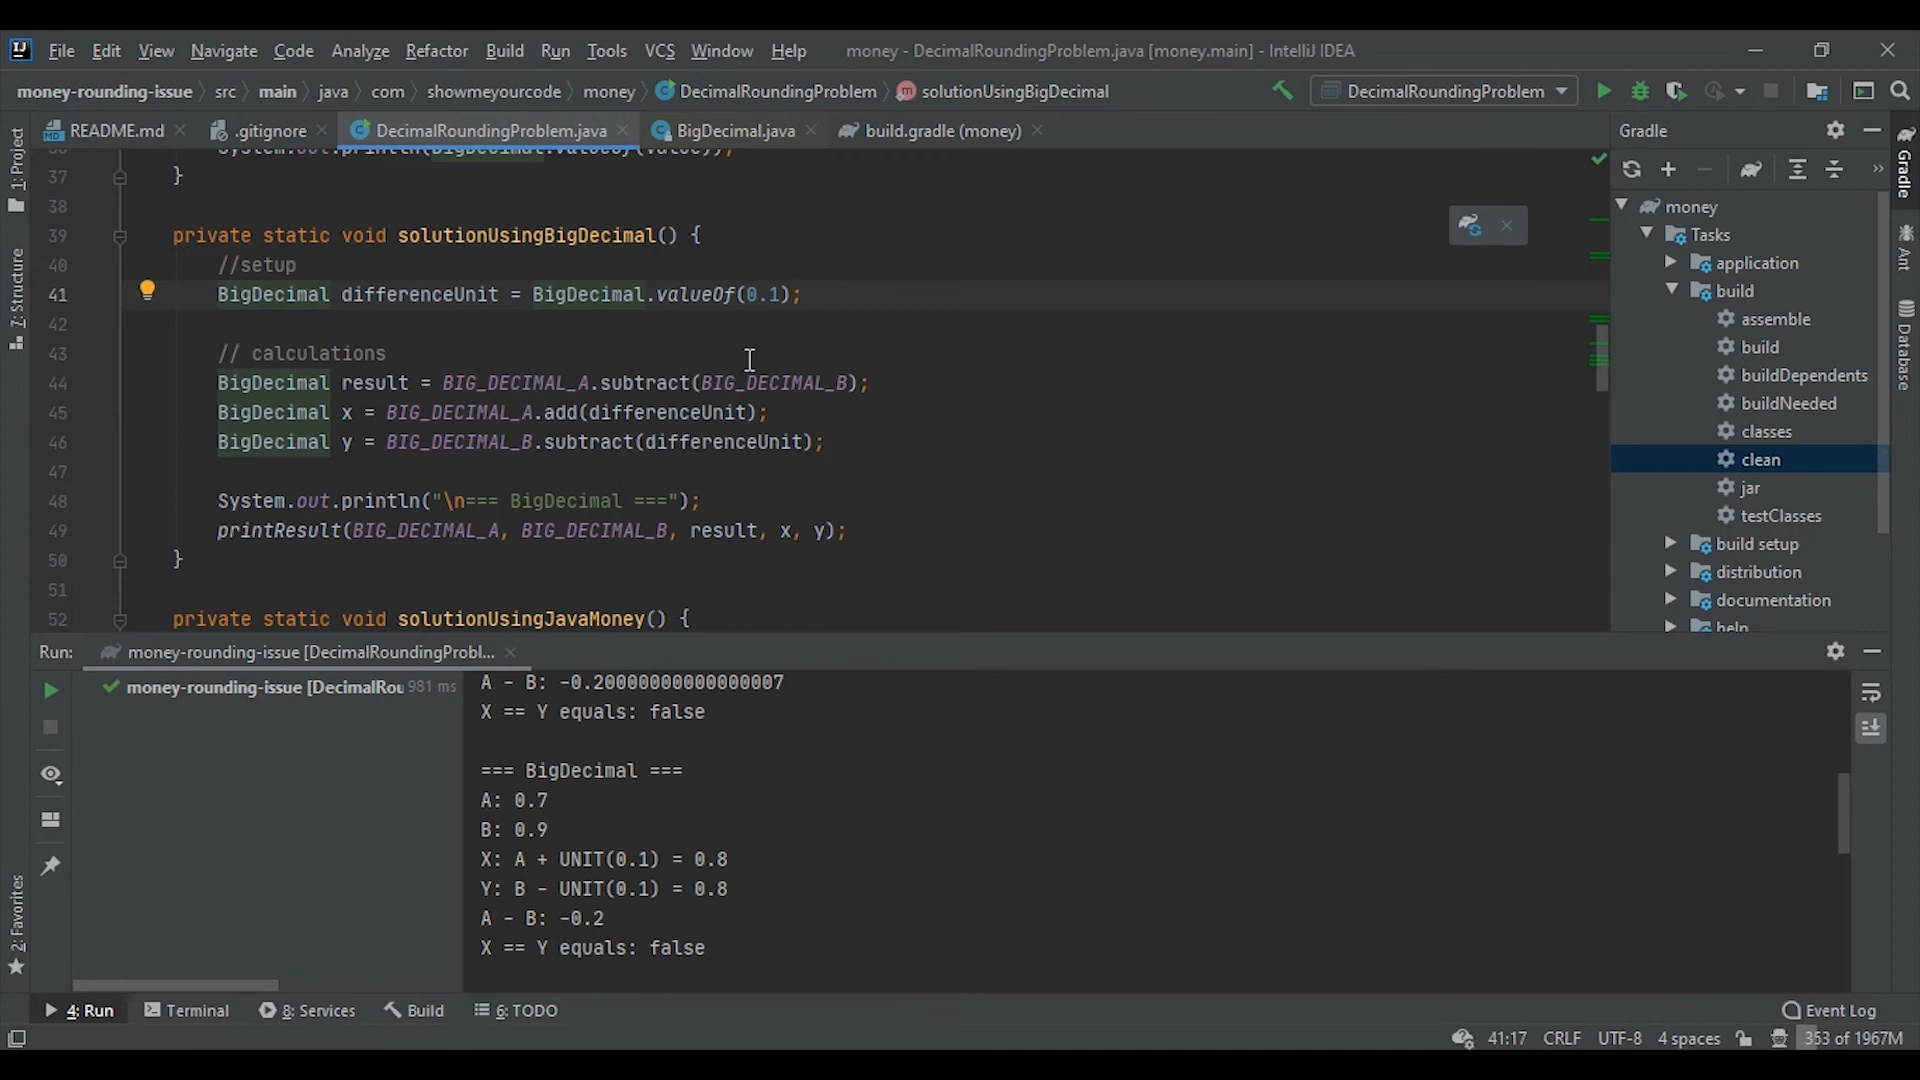 File Edit View Navigate Code Analyze Refactor Build Run Tools VCS Window Help money - DecimalRoundingProblem.java [money.main] - IntelliJ IDEA
money-rounding-issue src main java com showmeyourcode money DecimalRoundingProblem solutionUsingBigDecimal DecimalRoundingProblem
README.md .gitignore DecimalRoundingProblem.java BigDecimal.java build.gradle (money)
37 }
38
39 private static void solutionUsingBigDecimal() {
40 //setup
41 BigDecimal differenceUnit = BigDecimal.valueOf(0.1);
42
43 // calculations
44 BigDecimal result = BIG_DECIMAL_A.subtract(BIG_DECIMAL_B);
45 BigDecimal x = BIG_DECIMAL_A.add(differenceUnit);
46 BigDecimal y = BIG_DECIMAL_B.subtract(differenceUnit);
47
48 System.out.println("\n=== BigDecimal ===");
49 printResult(BIG_DECIMAL_A, BIG_DECIMAL_B, result, x, y);
50 }
51
52 private static void solutionUsingJavaMoney() {
Gradle
money
Tasks
application
build
assemble
build
buildDependents
buildNeeded
classes
clean
jar
testClasses
build setup
distribution
documentation
help
1: Project
7: Structure
2: Favorites
Gradle
Ant
Database
Run: money-rounding-issue [DecimalRoundingProbl...
money-rounding-issue [DecimalRou 981 ms
A - B: -0.20000000000000007
X == Y equals: false
=== BigDecimal ===
A: 0.7
B: 0.9
X: A + UNIT(0.1) = 0.8
Y: B - UNIT(0.1) = 0.8
A - B: -0.2
X == Y equals: false
4: Run Terminal 8: Services Build 6: TODO Event Log
41:17 CRLF UTF-8 4 spaces 353 of 1967M